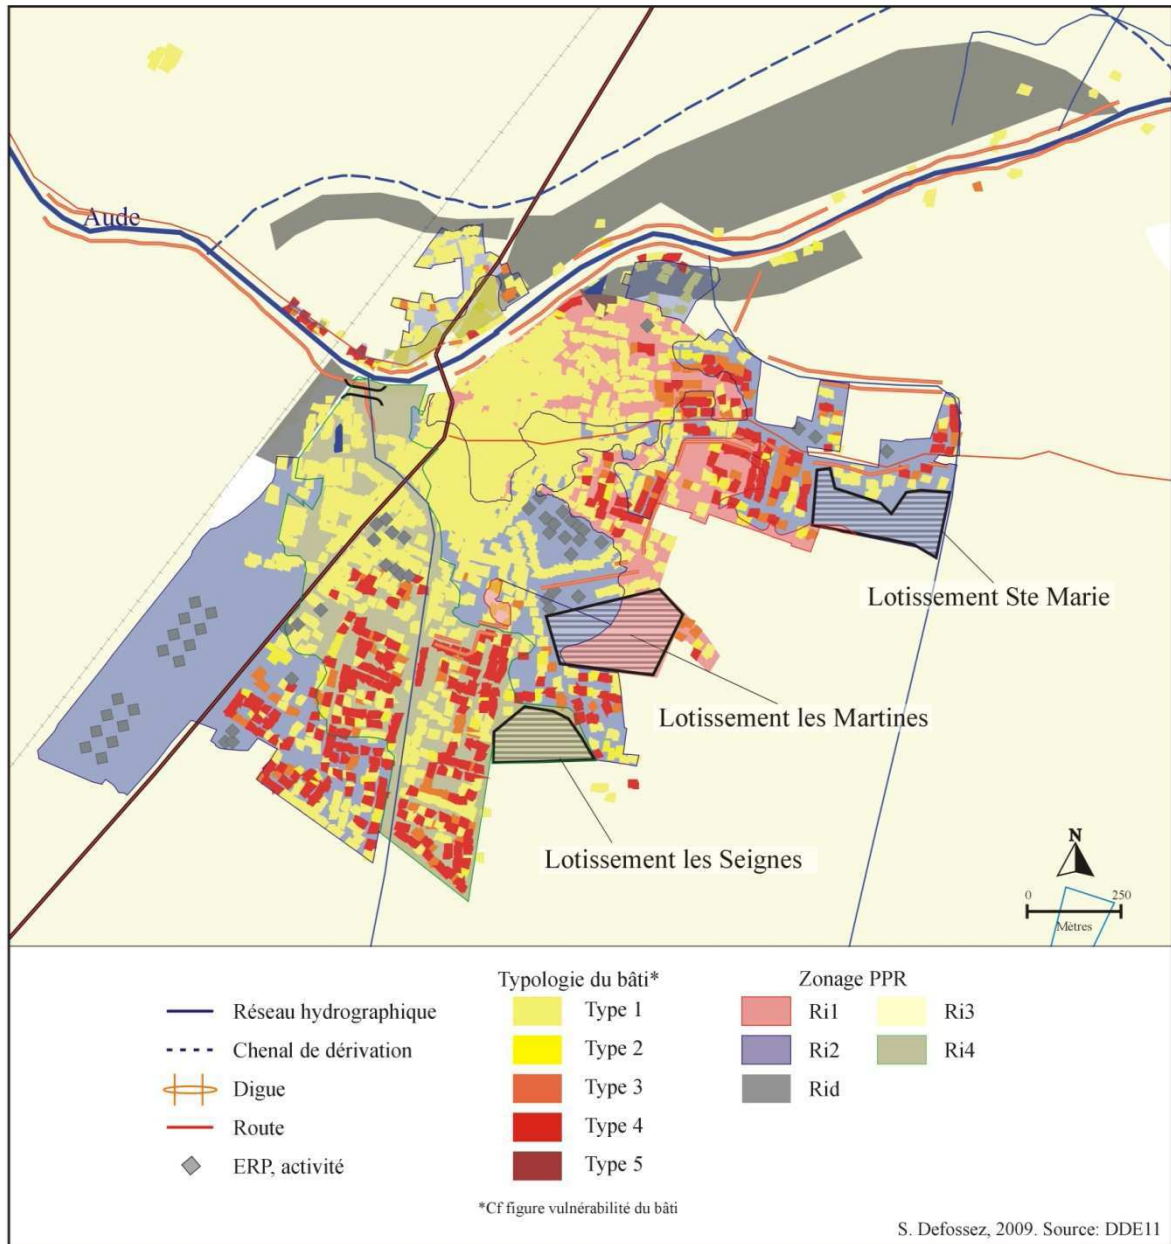 Aude
Lotissement Ste Marie
Lotissement les Martines
Lotissement les Seignes
N
0 250
Mètres
Typologie du bâti*
Zonage PPR
Réseau hydrographique
Chenal de dérivation
Digue
Route
ERP, activité
Type 1
Type 2
Type 3
Type 4
Type 5
Ri1
Ri2
Rid
Ri3
Ri4
*Cf figure vulnérabilité du bâti
S. Defossez, 2009. Source: DDE11